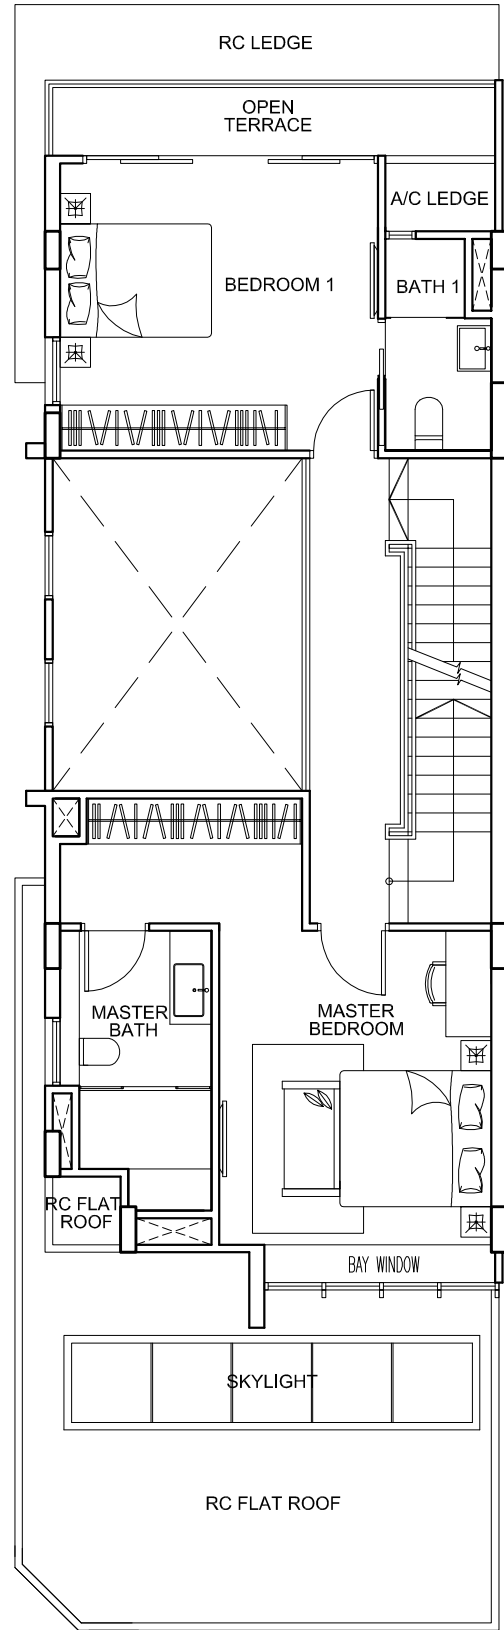 RC LEDGE
OPEN
TERRACE
A/C LEDGE
BEDROOM 1
BATH 1
MASTER
BATH
MASTER
BEDROOM
RC FLAT
ROOF
BAY WINDOW
SKYLIGHT
RC FLAT ROOF